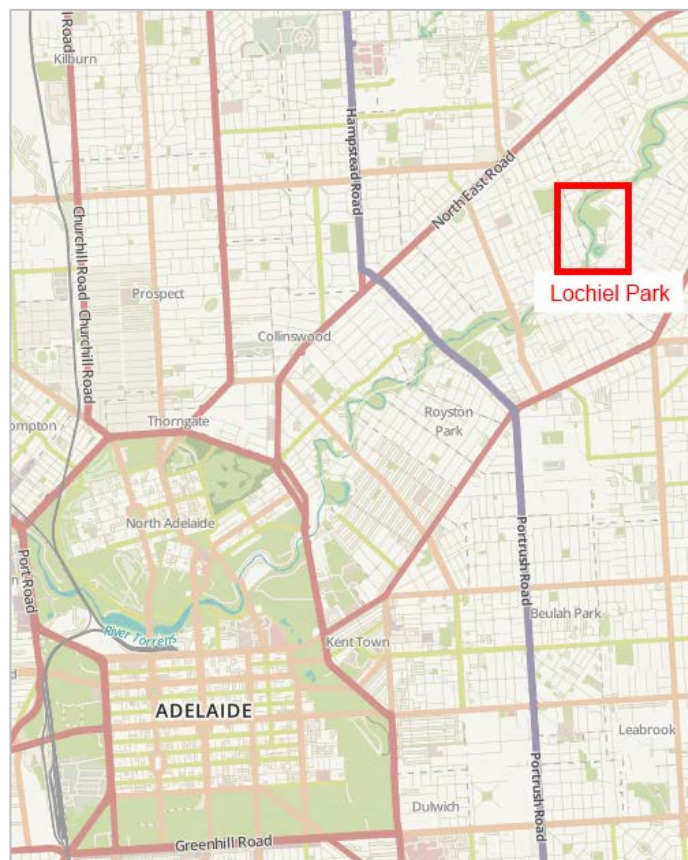 l Road
Kilburn
Hampstead Road
North East Road
Churchill Road
Churchill Road
Prospect
Lochiel Park
Collinswood
ompton
Thorngate
Royston
Park
North Adelaide
Port Road
Portrush Road
River Torrens
Kent Town
Beulah Park
ADELAIDE
Leabrook
Portrush Road
Dulwich
Greenhill Road